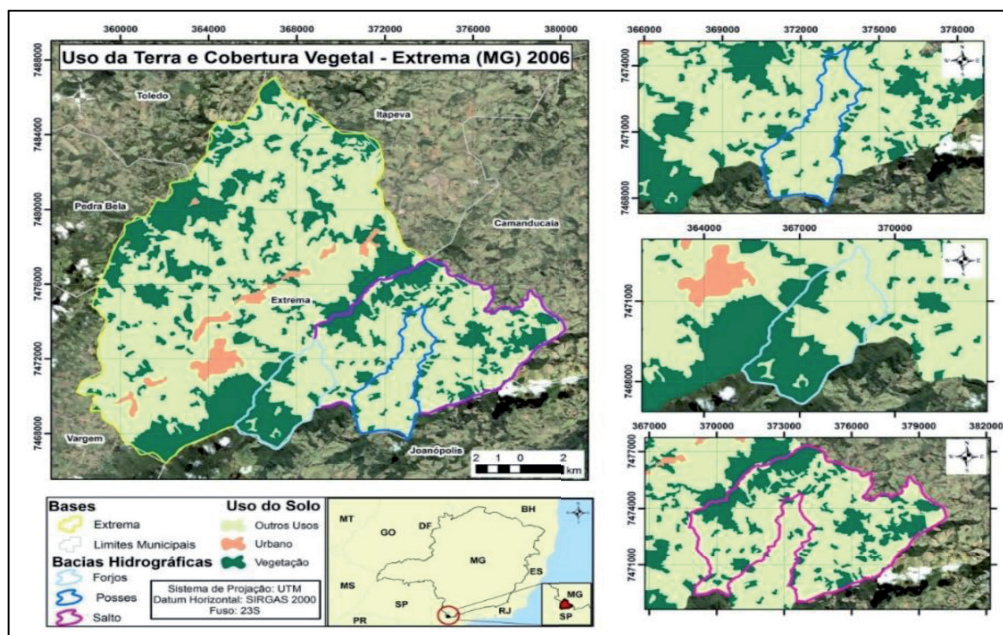 360000 364000 368000 372000 376000 380000
7488000
7484000
7480000
7476000
7472000
7468000
Uso da Terra e Cobertura Vegetal - Extrema (MG) 2006
Toledo
Itapeva
Pedra Bela
Camanducaia
Extrema
Vargem
Joanópolis
2 1 0 2
km
366000 369000 372000 375000 378000
7474000
7471000
7468000
N
W E
S
364000 367000 370000
7471000
7468000
N
W E
S
367000 370000 373000 376000 379000 382000
7477000
7474000
7471000
N
W E
S
Bases
Extrema
Limites Municipais
Bacias Hidrográficas
Forjos
Posses
Salto
Uso do Solo
Outros Usos
Urbano
Vegetação
Sistema de Projeção: UTM
Datum Horizontal: SIRGAS 2000
Fuso: 23S
MT
GO
DF
BH
MG
MS
ES
SP
RJ
PR
MG
SP